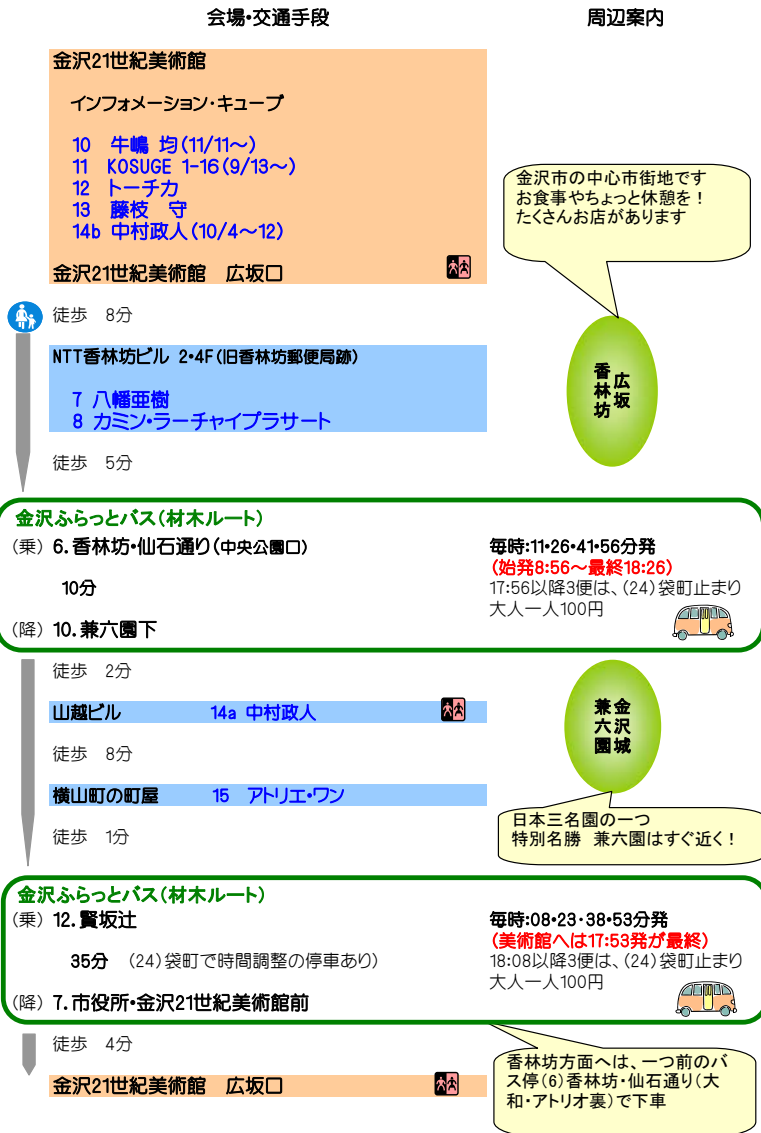 会場・交通手段
周辺案内
金沢21世紀美術館
インフォメーション・キューブ
10 牛嶋 均(11/11～)
11 KOSUGE 1-16(9/13～)
12 トーチカ
13 藤枝 守
14b 中村政人(10/4～12)
金沢21世紀美術館 広坂口
金沢市の中心市街地です
お食事やちょっと休憩を！
たくさんお店があります
徒歩 8分
NTT香林坊ビル 2・4F(旧香林坊郵便局跡)
7 八幡亜樹
8 カミン・ラーチャイプラサート
広坂
香林坊
徒歩 5分
金沢ふらっとバス(材木ルート)
(乗) 6.香林坊・仙石通り(中央公園口)
毎時:11・26・41・56分発
(始発8:56～最終18:26)
10分
17:56以降3便は、(24)袋町止まり
大人一人100円
(降) 10.兼六園下
徒歩 2分
山越ビル 14a 中村政人
金沢城
兼六園
徒歩 8分
横山町の町屋 15 アトリエ・ワン
日本三名園の一つ
特別名勝 兼六園はすぐ近く！
徒歩 1分
金沢ふらっとバス(材木ルート)
(乗) 12.賢坂辻
毎時:08・23・38・53分発
(美術館へは17:53発が最終)
35分 (24)袋町で時間調整の停車あり)
18:08以降3便は、(24)袋町止まり
大人一人100円
(降) 7.市役所・金沢21世紀美術館前
徒歩 4分
香林坊方面へは、一つ前のバ
ス停(6)香林坊・仙石通り(大
和・アトリオ裏)で下車
金沢21世紀美術館 広坂口